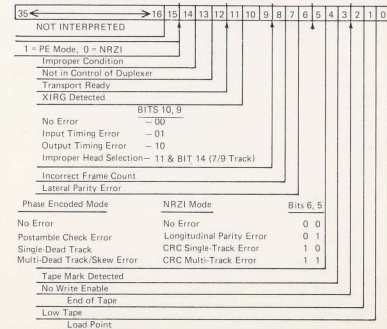 35 16 15 14 13 12 11 10 9 8 7 6 5 4 3 2 1 0
NOT INTERPRETED
1 = PE Mode, 0 = NRZI
Improper Condition
Not in Control of Duplexer
Transport Ready
XIRG Detected
BITS 10, 9
No Error – 00
Input Timing Error – 01
Output Timing Error – 10
Improper Head Selection – 11 & BIT 14 (7/9 Track)
Incorrect Frame Count
Lateral Parity Error
Phase Encoded Mode NRZI Mode Bits 6, 5
No Error No Error 0 0
Postamble Check Error Longitudinal Parity Error 0 1
Single-Dead Track CRC Single-Track Error 1 0
Multi-Dead Track/Skew Error CRC Multi-Track Error 1 1
Tape Mark Detected
No Write Enable
End of Tape
Low Tape
Load Point